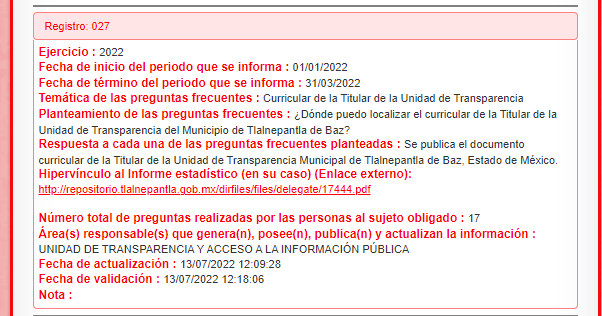 Registro: 027
Ejercicio : 2022
Fecha de inicio del periodo que se informa : 01/01/2022
Fecha de término del periodo que se informa : 31/03/2022
Temática de las preguntas frecuentes : Curricular de la Titular de la Unidad de Transparencia
Planteamiento de las preguntas frecuentes : ¿Dónde puedo localizar el curricular de la Titular de la
Unidad de Transparencia del Municipio de Tlalnepantla de Baz?
Respuesta a cada una de las preguntas frecuentes planteadas : Se publica el documento
curricular de la Titular de la Unidad de Transparencia Municipal de Tlalnepantla de Baz, Estado de México.
Hipervínculo al Informe estadístico (en su caso) (Enlace externo):
http://repositorio.tlalnepantla.gob.mx/dirfiles/files/delegate/17444.pdf
Número total de preguntas realizadas por las personas al sujeto obligado : 17
Área(s) responsable(s) que genera(n), posee(n), publica(n) y actualizan la información :
UNIDAD DE TRANSPARENCIA Y ACCESO A LA INFORMACIÓN PÚBLICA
Fecha de actualización : 13/07/2022 12:09:28
Fecha de validación : 13/07/2022 12:18:06
Nota :